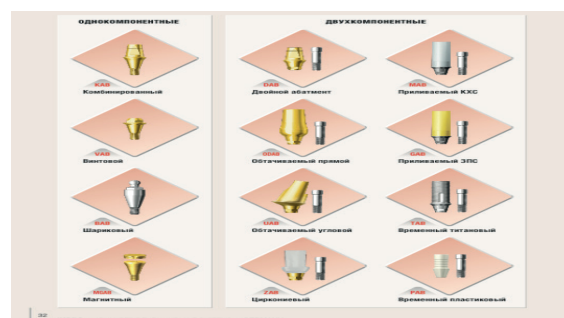 ОДНОКОМПОНЕНТНЫЕ
ДВУХКОМПОНЕНТНЫЕ
KAB
Комбинированный
DAB
Двойной абатмент
MAB
Приливаемый КХС
VAB
Винтовой
ODAB
Обтачиваемый прямой
GAB
Приливаемый ЗПС
BAB
Шариковый
UAB
Обтачиваемый угловой
TAB
Временный титановый
MGAB
Магнитный
ZAB
Циркониевый
PAB
Временный пластиковый
32